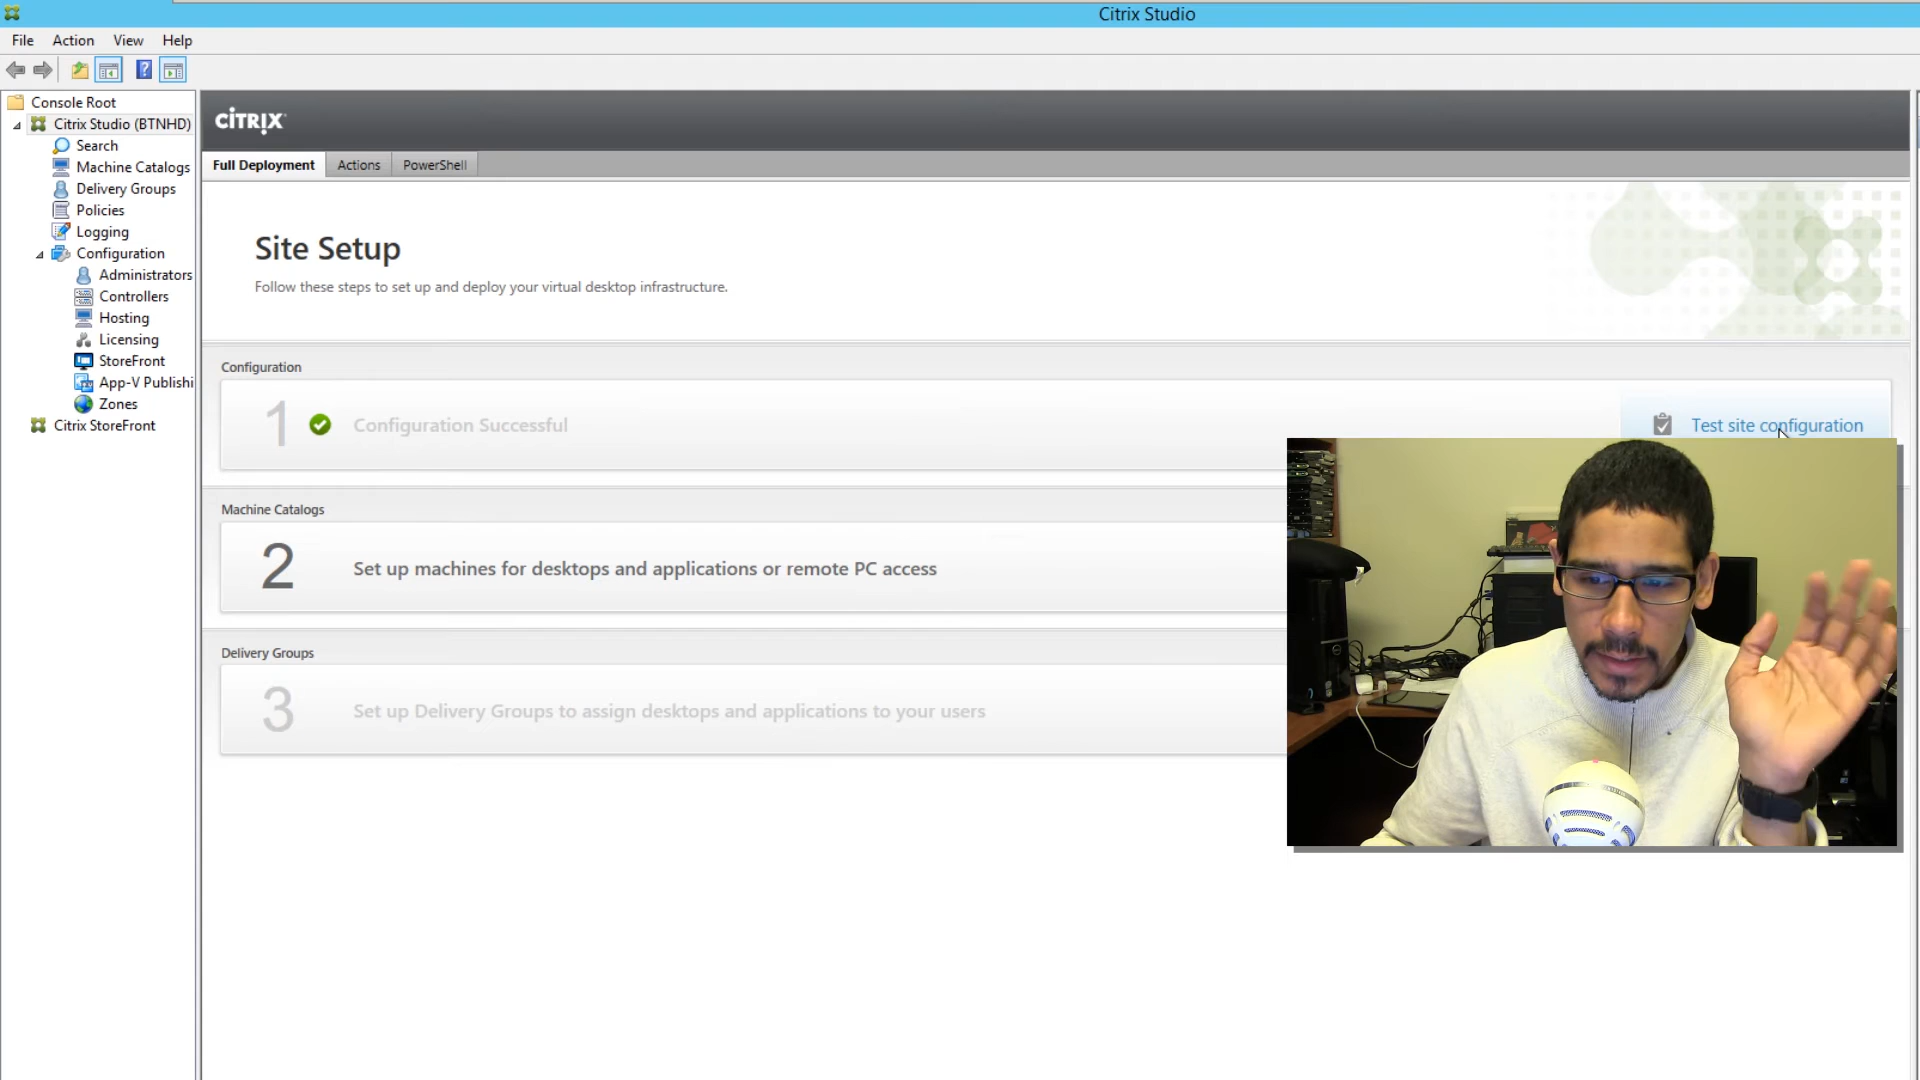 Citrix Studio
File Action View Help
Console Root
Citrix Studio (BTNHD)
Search
Machine Catalogs
Delivery Groups
Policies
Logging
Configuration
Administrators
Controllers
Hosting
Licensing
StoreFront
App-V Publishi
Zones
Citrix StoreFront
CITRIX
Full Deployment Actions PowerShell
Site Setup
Follow these steps to set up and deploy your virtual desktop infrastructure.
Configuration
1 Configuration Successful Test site configuration
Machine Catalogs
2 Set up machines for desktops and applications or remote PC access
Delivery Groups
3 Set up Delivery Groups to assign desktops and applications to your users